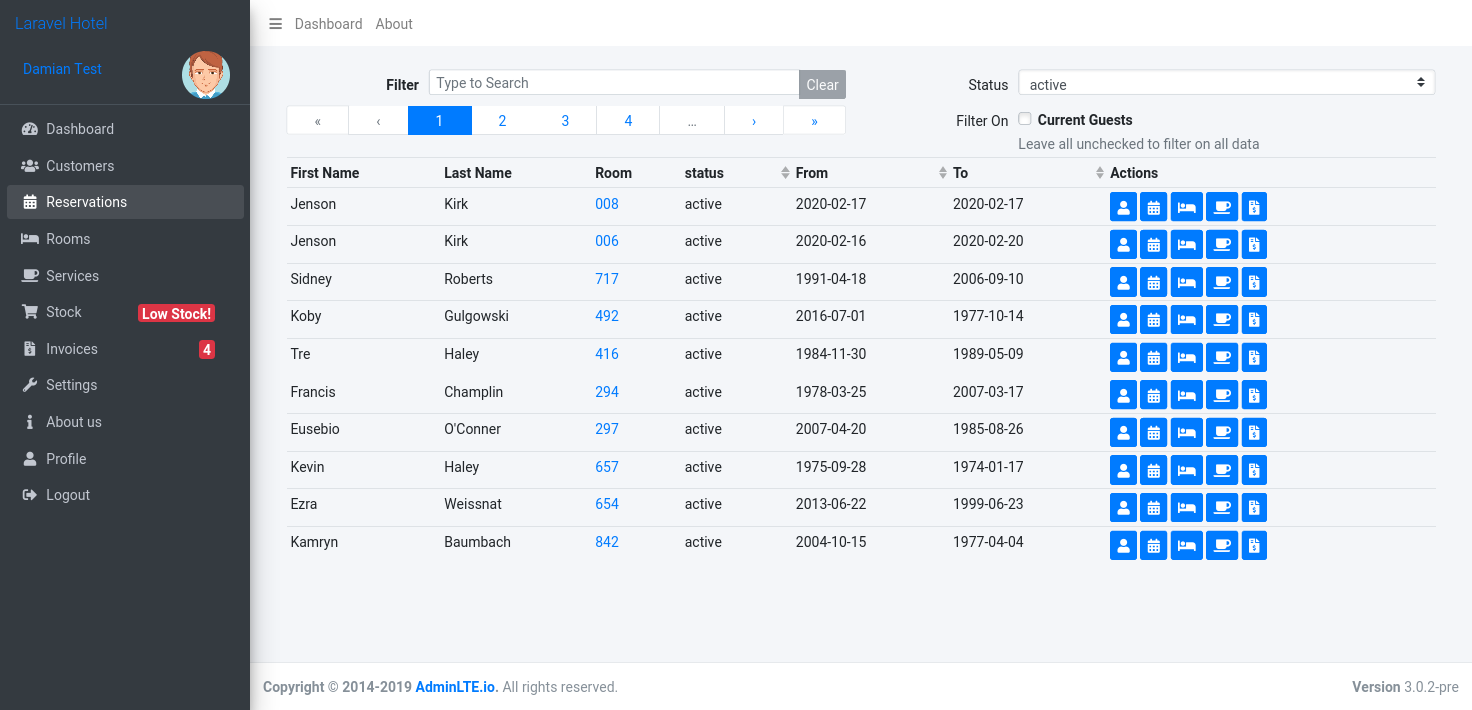 Laravel Hotel
Damian Test
Dashboard
Customers
Reservations
Rooms
Services
Stock Low Stock!
Invoices 4
Settings
About us
Profile
Logout
Dashboard About
Filter Type to Search Clear
Status active
« ‹ 1 2 3 4 … › »
Filter On Current Guests
Leave all unchecked to filter on all data
First Name Last Name Room status From To Actions
Jenson Kirk 008 active 2020-02-17 2020-02-17
Jenson Kirk 006 active 2020-02-16 2020-02-20
Sidney Roberts 717 active 1991-04-18 2006-09-10
Koby Gulgowski 492 active 2016-07-01 1977-10-14
Tre Haley 416 active 1984-11-30 1989-05-09
Francis Champlin 294 active 1978-03-25 2007-03-17
Eusebio O'Conner 297 active 2007-04-20 1985-08-26
Kevin Haley 657 active 1975-09-28 1974-01-17
Ezra Weissnat 654 active 2013-06-22 1999-06-23
Kamryn Baumbach 842 active 2004-10-15 1977-04-04
Copyright © 2014-2019 AdminLTE.io. All rights reserved.
Version 3.0.2-pre